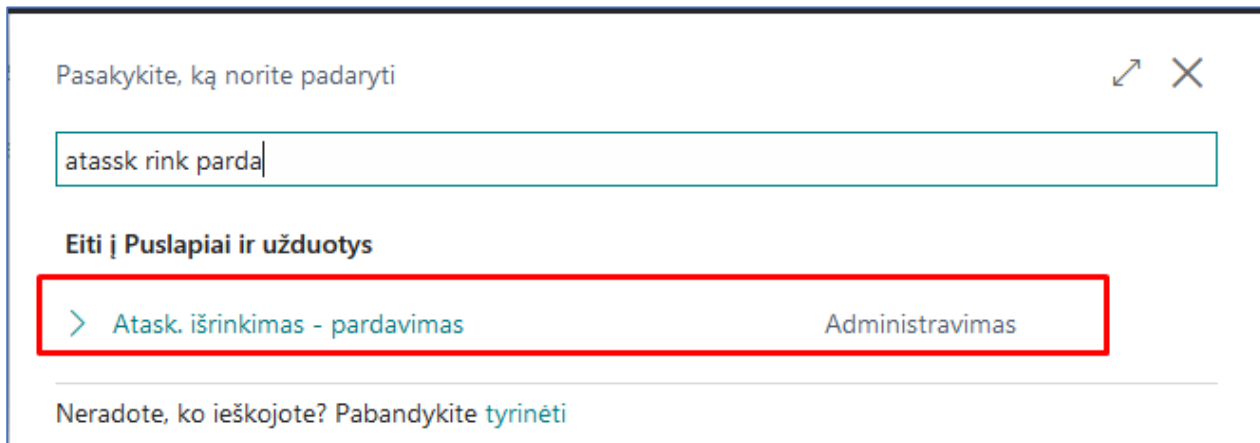 Pasakykite, ką norite padaryti
atassk rink parda
Eiti į Puslapiai ir užduotys
Atask. išrinkimas - pardavimas Administravimas
Neradote, ko ieškojote? Pabandykite tyrinėti